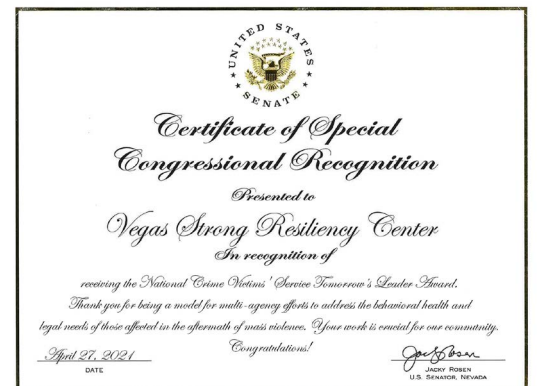 UNITED STATES
SENATE
Certificate of Special
Congressional Recognition
Presented to
Vegas Strong Resiliency Center
In recognition of
receiving the National Crime Victims' Service Tomorrow's Leader Award.
Thank you for being a model for multi-agency efforts to address the behavioral health and
legal needs of those affected in the aftermath of mass violence. Your work is crucial for our community.
Congratulations!
April 27, 2021
DATE
Jacky Rosen
JACKY ROSEN
U.S. SENATOR, NEVADA